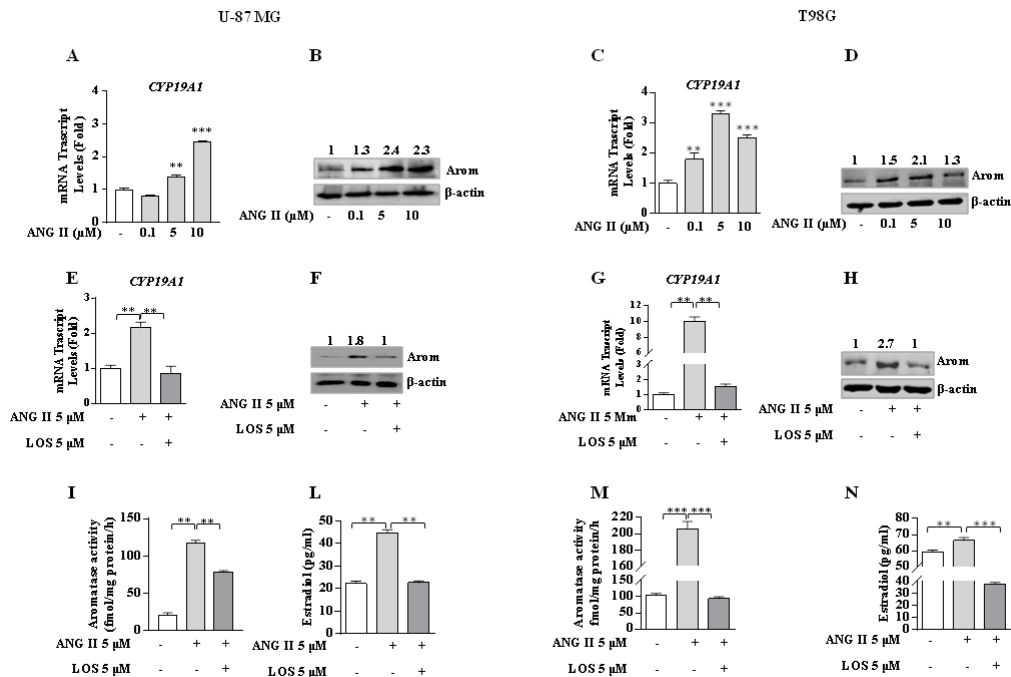 U-87 MG
T98G
A
CYP19A1
mRNA Trascript
Levels (Fold)
4
3
2
1
0
**
***
ANG II (µM)
- 0.1 5 10
B
1 1.3 2.4 2.3
Arom
β-actin
ANG II (µM)
- 0.1 5 10
C
CYP19A1
mRNA Trascript
Levels (Fold)
4
3
2
1
0
**
***
***
ANG II (µM)
- 0.1 5 10
D
1 1.5 2.1 1.3
Arom
β-actin
ANG II (µM)
- 0.1 5 10
E
CYP19A1
mRNA Trascript
Levels (Fold)
3
2
1
0
** **
ANG II 5 µM - + +
LOS 5 µM - - +
F
1 1.8 1
Arom
β-actin
ANG II 5 µM - + +
LOS 5 µM - - +
G
CYP19A1
mRNA Trascript
Levels (Fold)
12
10
8
6
4
2
1
0
** **
ANG II 5 Mm - + +
LOS 5 µM - - +
H
1 2.7 1
Arom
β-actin
ANG II 5 µM - + +
LOS 5 µM - - +
I
Aromatase activity
(fmol/mg protein/h)
150
100
50
0
** **
ANG II 5 µM - + +
LOS 5 µM - - +
L
Estradiol (pg/ml)
60
40
20
0
** **
ANG II 5 µM - + +
LOS 5 µM - - +
M
Aromatase activity
fmol/mg protein/h
220
200
180
160
140
100
50
0
*** ***
ANG II 5 µM - + +
LOS 5 µM - - +
N
Estradiol (pg/ml)
80
70
60
50
40
30
20
10
0
** ***
ANG II 5 µM - + +
LOS 5 µM - - +